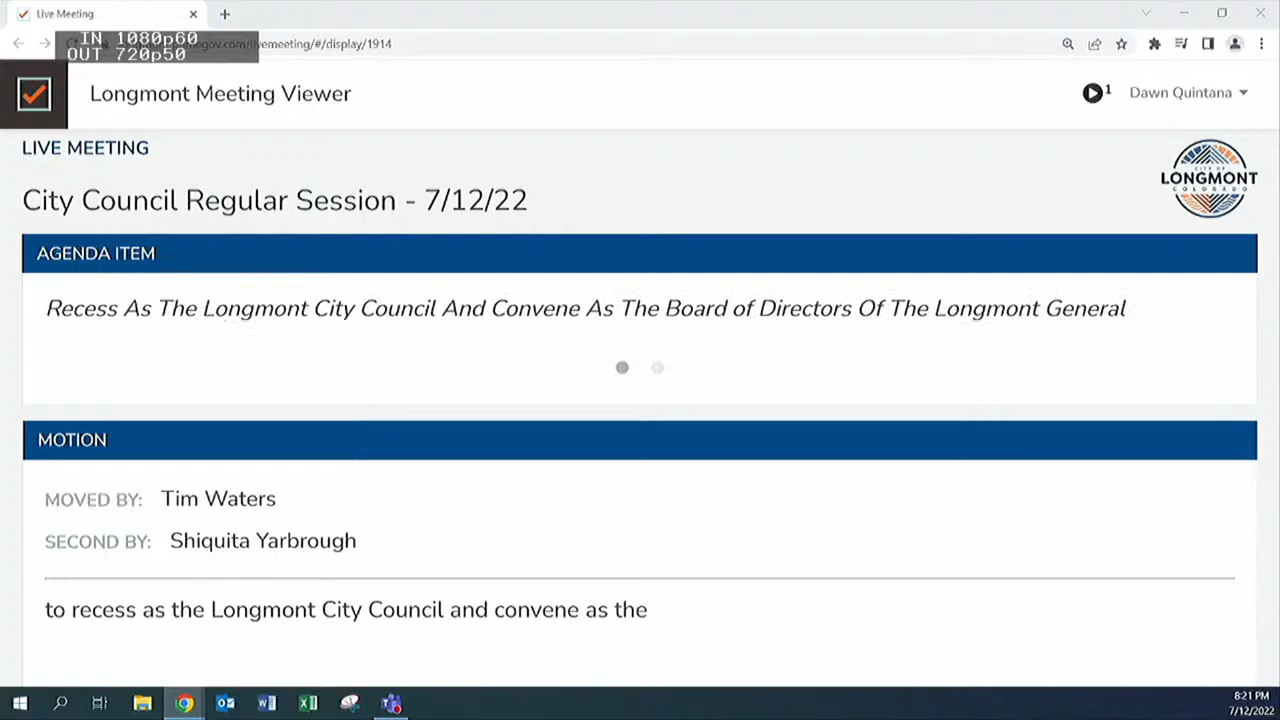 Live Meeting
IN 1080p60
OUT 720p50
egov.com/livemeeting/#/display/1914
Longmont Meeting Viewer
1
Dawn Quintana
LIVE MEETING
CITY OF
LONGMONT
COLORADO
City Council Regular Session - 7/12/22
AGENDA ITEM
Recess As The Longmont City Council And Convene As The Board of Directors Of The Longmont General
MOTION
MOVED BY: Tim Waters
SECOND BY: Shiquita Yarbrough
to recess as the Longmont City Council and convene as the
8:21 PM
7/12/2022